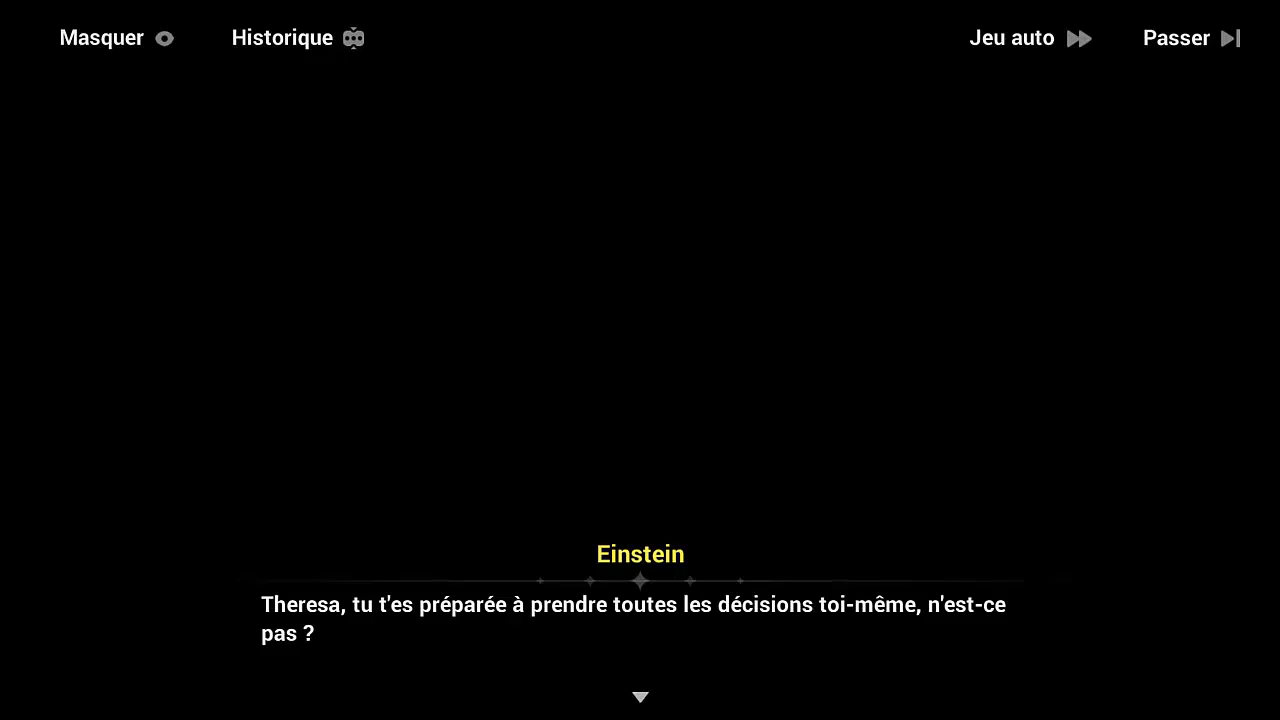 Masquer Historique Jeu auto Passer
Einstein
Theresa, tu t'es préparée à prendre toutes les décisions toi-même, n'est-ce
pas ?